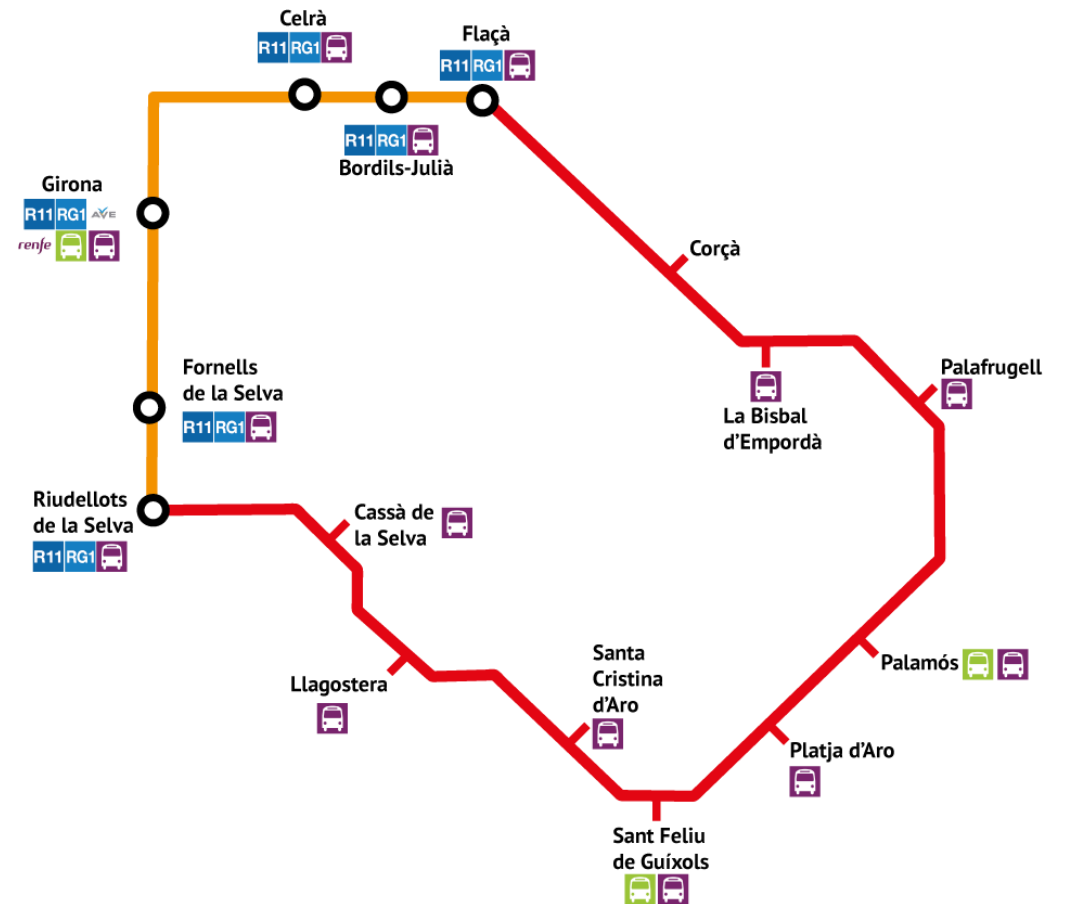 Celrà
R11 RG1
Flaçà
R11 RG1
R11 RG1
Bordils-Julià
Girona
R11 RG1 AVE
renfe
Corçà
Fornells
de la Selva
R11 RG1
Palafrugell
La Bisbal
d'Empordà
Riudellots
de la Selva
R11 RG1
Cassà de
la Selva
Santa
Cristina
d'Aro
Palamós
Llagostera
Platja d'Aro
Sant Feliu
de Guíxols